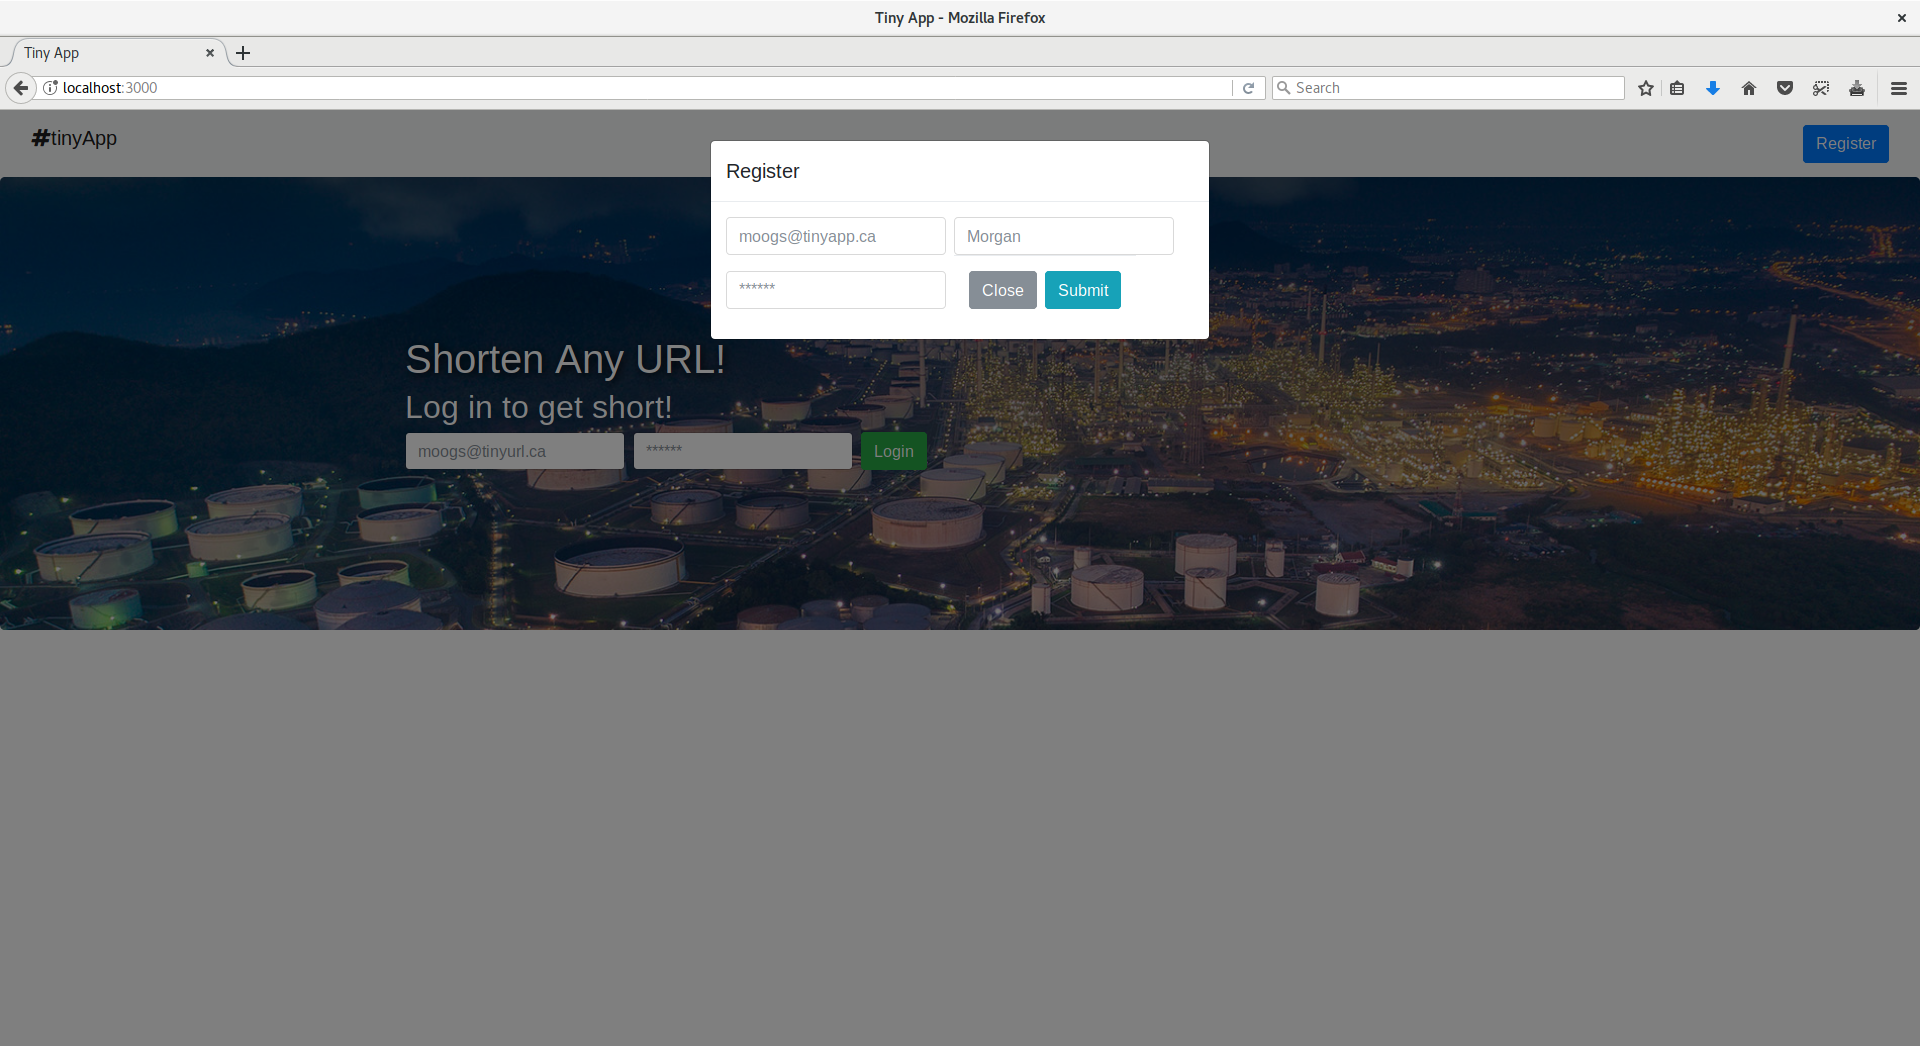 Tiny App - Mozilla Firefox
Tiny App
localhost:3000
Search
#tinyApp
Register
Register
moogs@tinyapp.ca
Morgan
******
Close
Submit
Shorten Any URL!
Log in to get short!
moogs@tinyurl.ca
******
Login